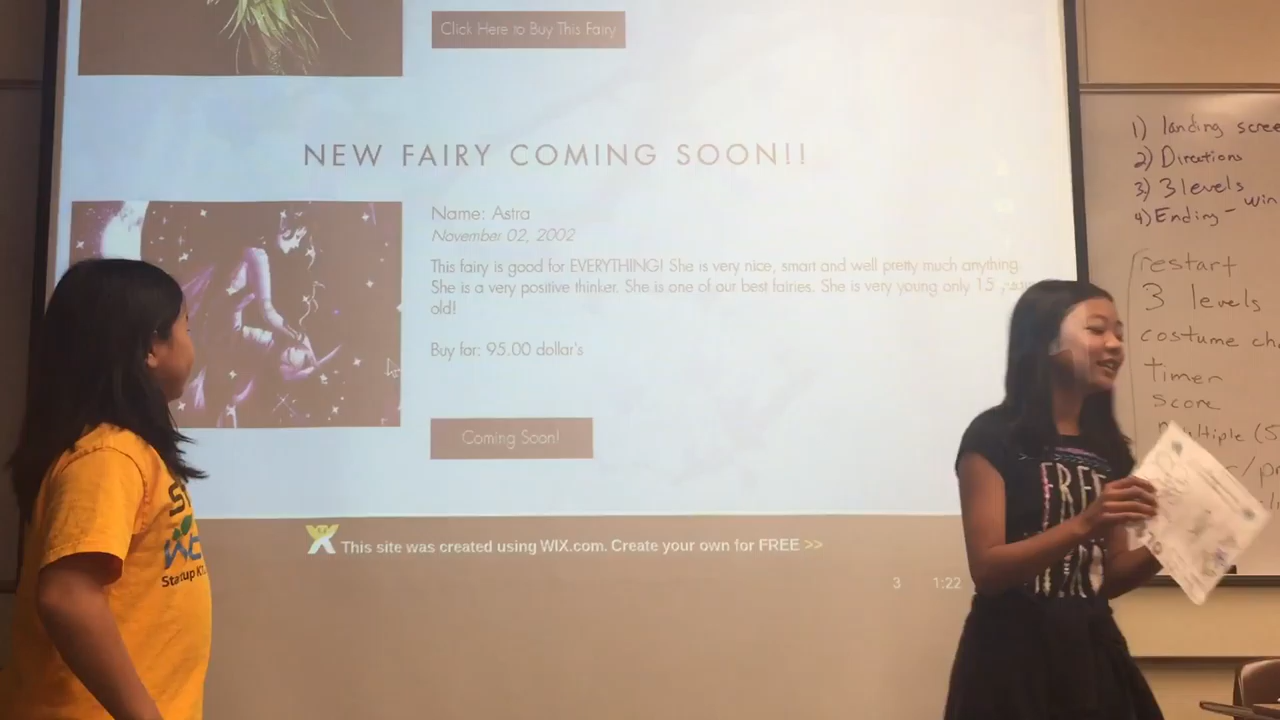 Click Here to Buy This Fairy
NEW FAIRY COMING SOON!!
Name: Astra
November 02, 2002
This fairy is good for EVERYTHING! She is very nice, smart and well pretty much anything.
She is a very positive thinker. She is one of our best fairies. She is very young only 15
old!
Buy for: 95.00 dollar's
Coming Soon!
This site was created using WIX.com. Create your own for FREE >>
3 1:22
1) landing
2) Directions
3) 3 levels
4) Ending - win
restart
3 levels
costume
timer
score
FREE